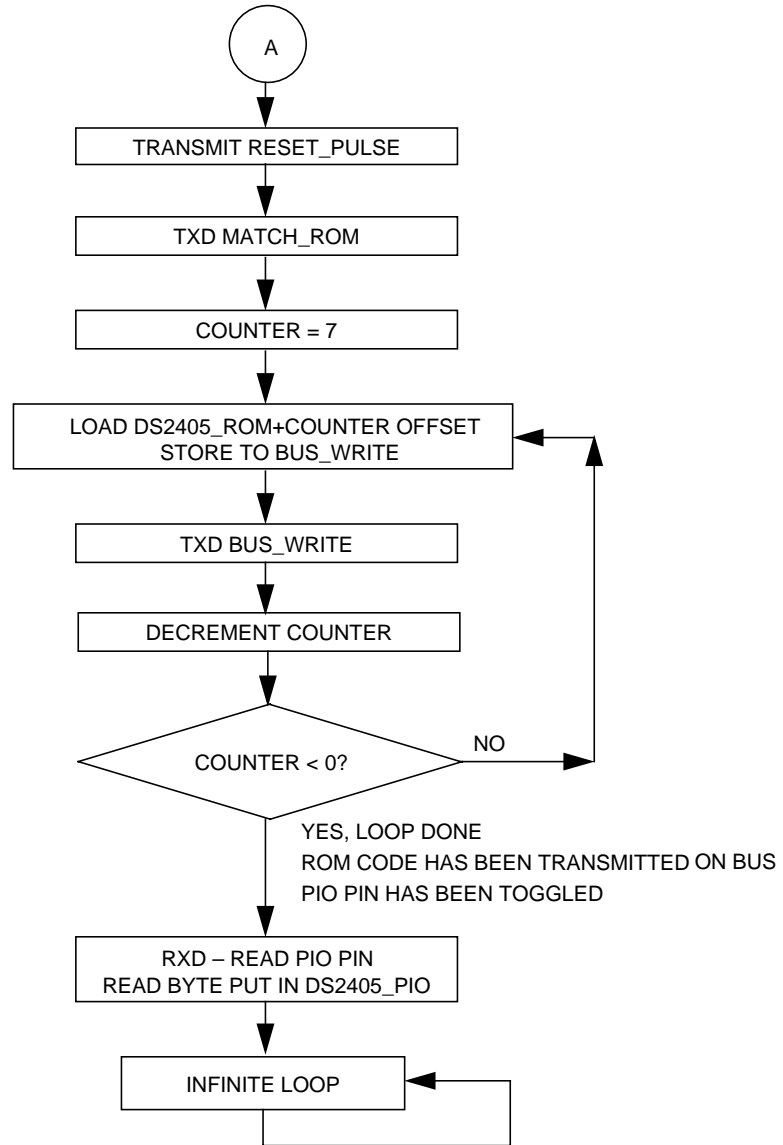 A
TRANSMIT RESET_PULSE
TXD MATCH_ROM
COUNTER = 7
LOAD DS2405_ROM+COUNTER OFFSET
STORE TO BUS_WRITE
TXD BUS_WRITE
DECREMENT COUNTER
COUNTER < 0?
NO
YES, LOOP DONE
ROM CODE HAS BEEN TRANSMITTED ON BUS
PIO PIN HAS BEEN TOGGLED
RXD – READ PIO PIN
READ BYTE PUT IN DS2405_PIO
INFINITE LOOP